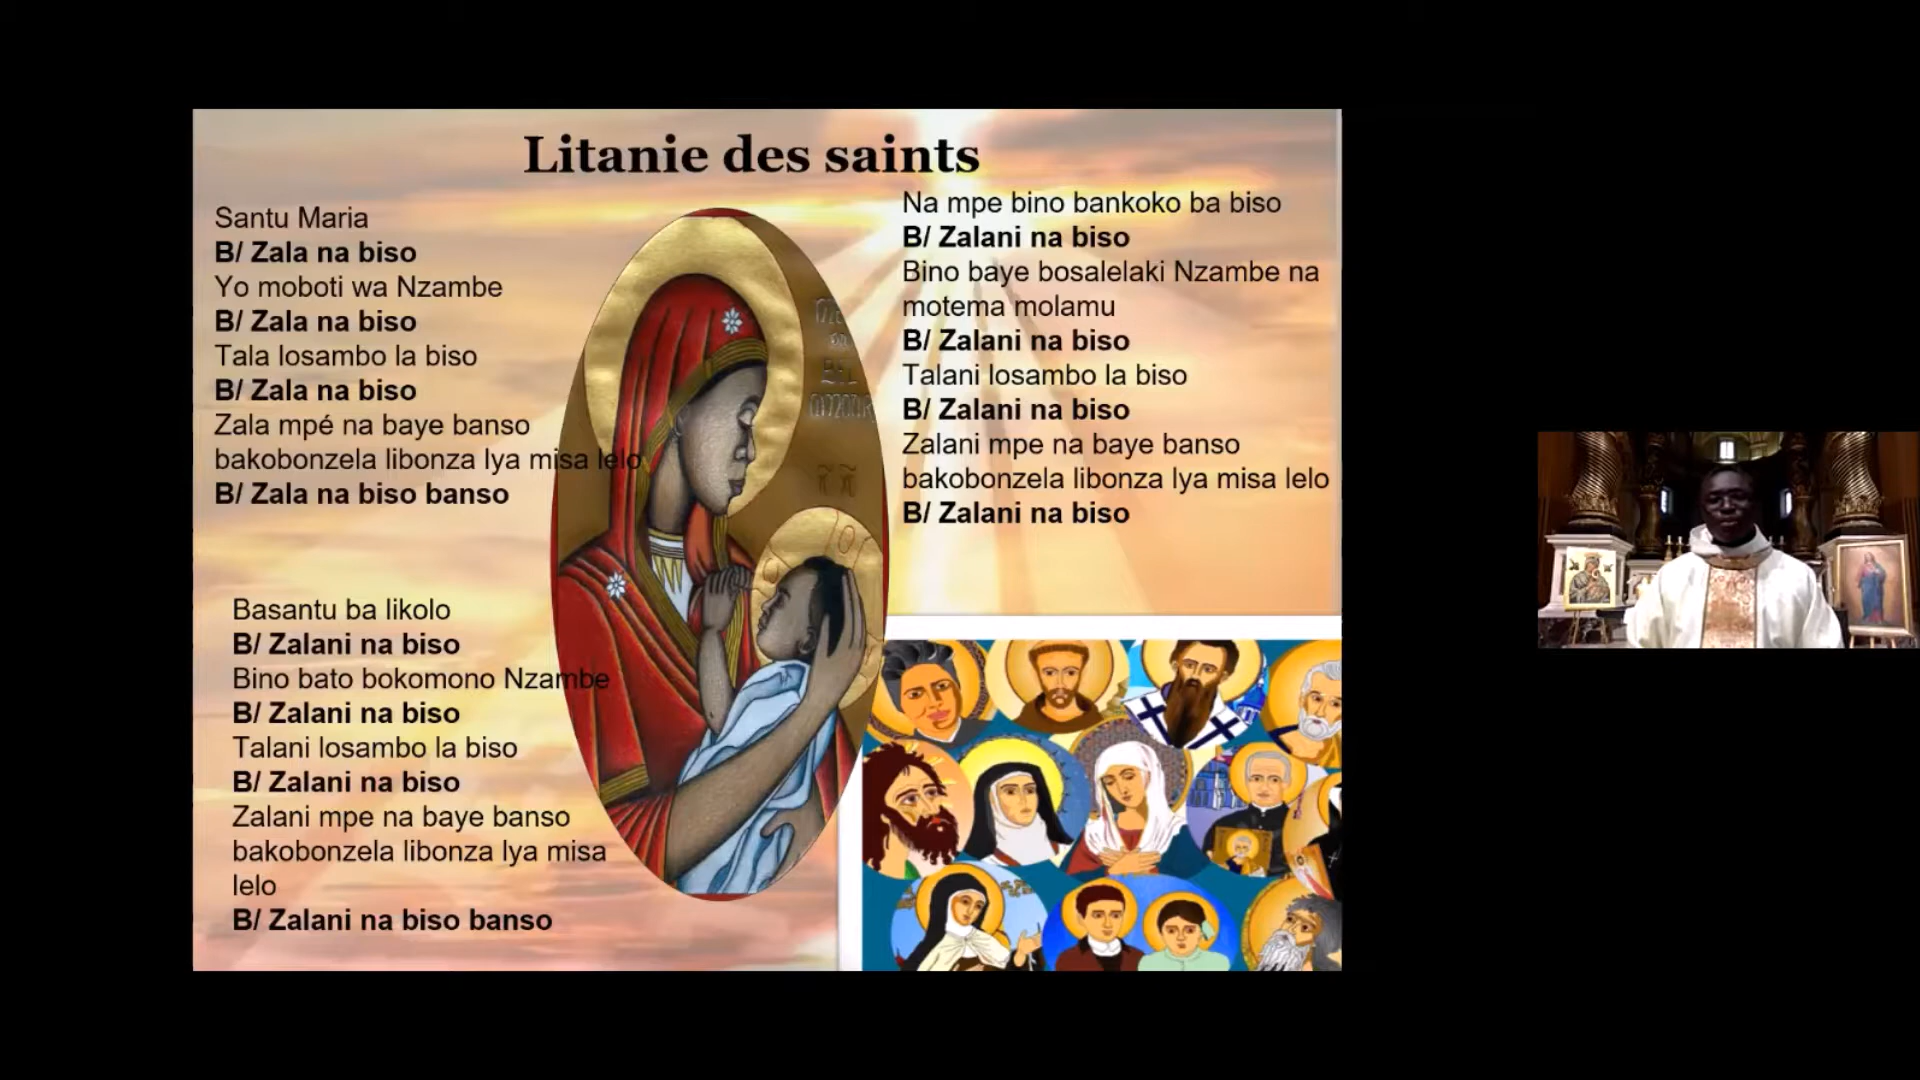 Litanie des saints
Santu Maria
B/ Zala na biso
Yo moboti wa Nzambe
B/ Zala na biso
Tala losambo la biso
B/ Zala na biso
Zala mpé na baye banso
bakobonzela libonza lya misa lelo
B/ Zala na biso banso
Basantu ba likolo
B/ Zalani na biso
Bino bato bokomono Nzambe
B/ Zalani na biso
Talani losambo la biso
B/ Zalani na biso
Zalani mpe na baye banso
bakobonzela libonza lya misa
lelo
B/ Zalani na biso banso
Na mpe bino bankoko ba biso
B/ Zalani na biso
Bino baye bosalelaki Nzambe na
motema molamu
B/ Zalani na biso
Talani losambo la biso
B/ Zalani na biso
Zalani mpe na baye banso
bakobonzela libonza lya misa lelo
B/ Zalani na biso